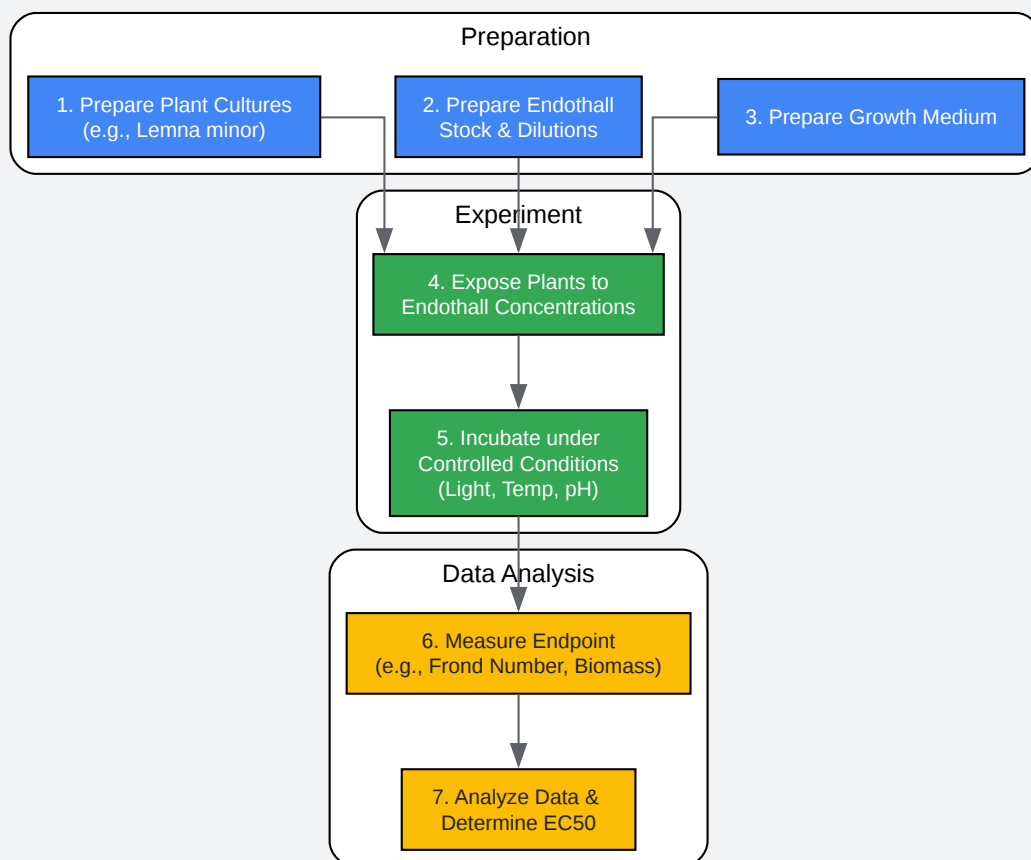 Preparation
1. Prepare Plant Cultures
(e.g., Lemna minor)
2. Prepare Endothall
Stock & Dilutions
3. Prepare Growth Medium
Experiment
4. Expose Plants to
Endothall Concentrations
5. Incubate under
Controlled Conditions
(Light, Temp, pH)
Data Analysis
6. Measure Endpoint
(e.g., Frond Number, Biomass)
7. Analyze Data &
Determine EC50